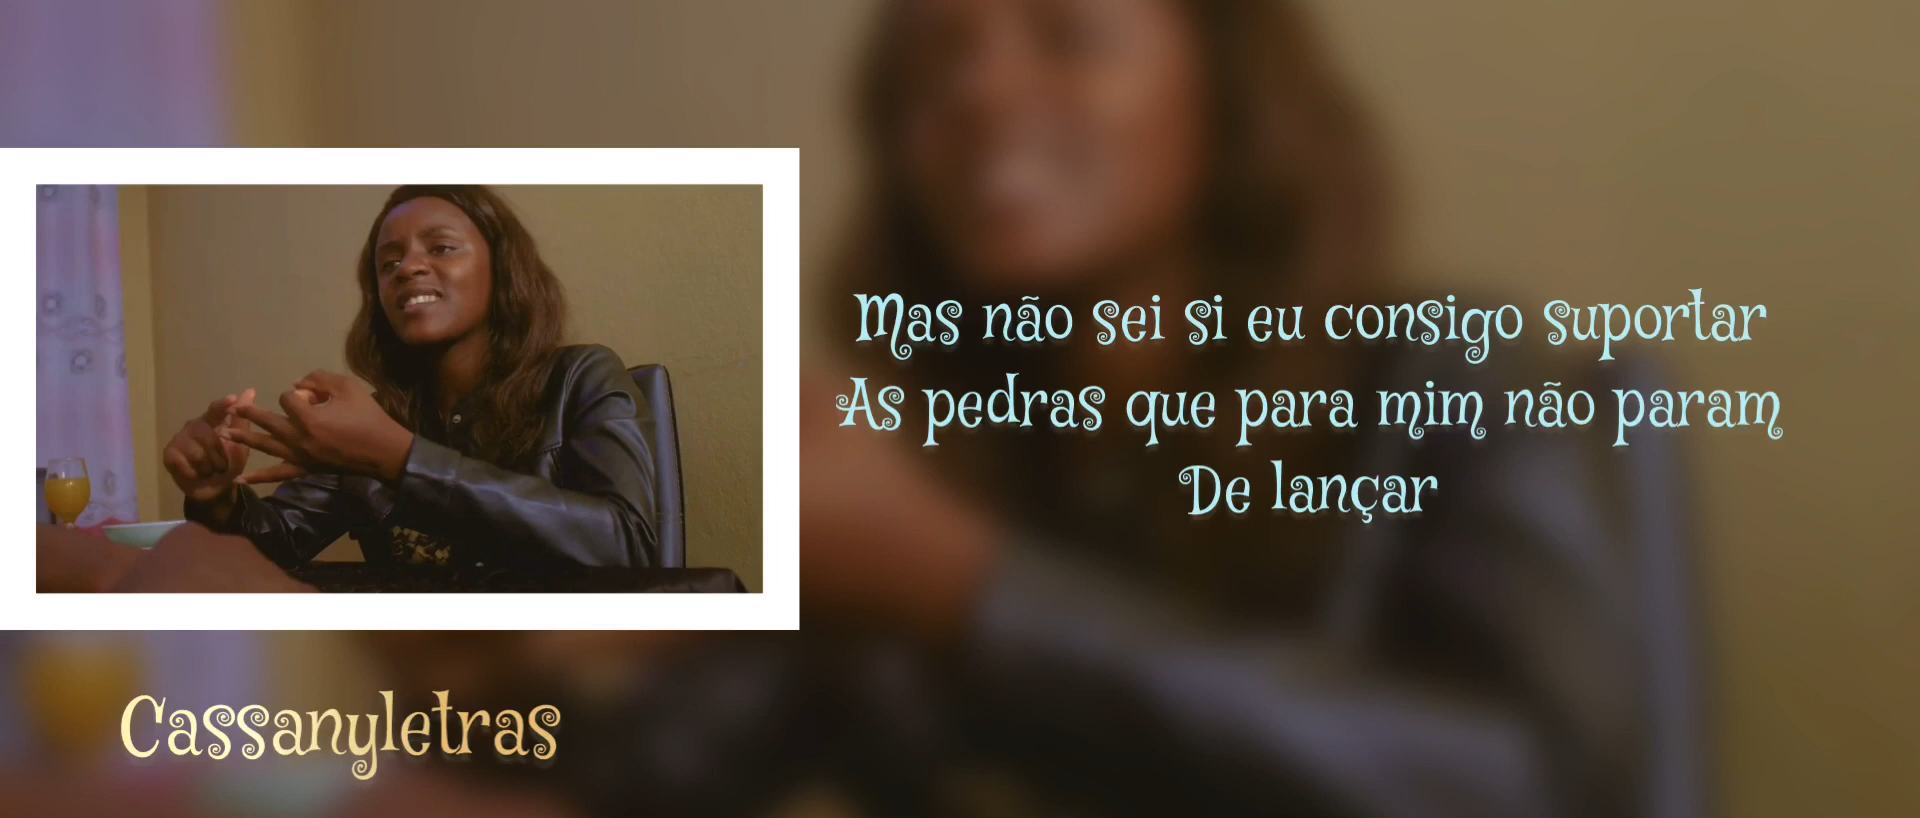 Mas não sei si eu consigo suportar
As pedras que para mim não param
De lançar
Cassanyletras